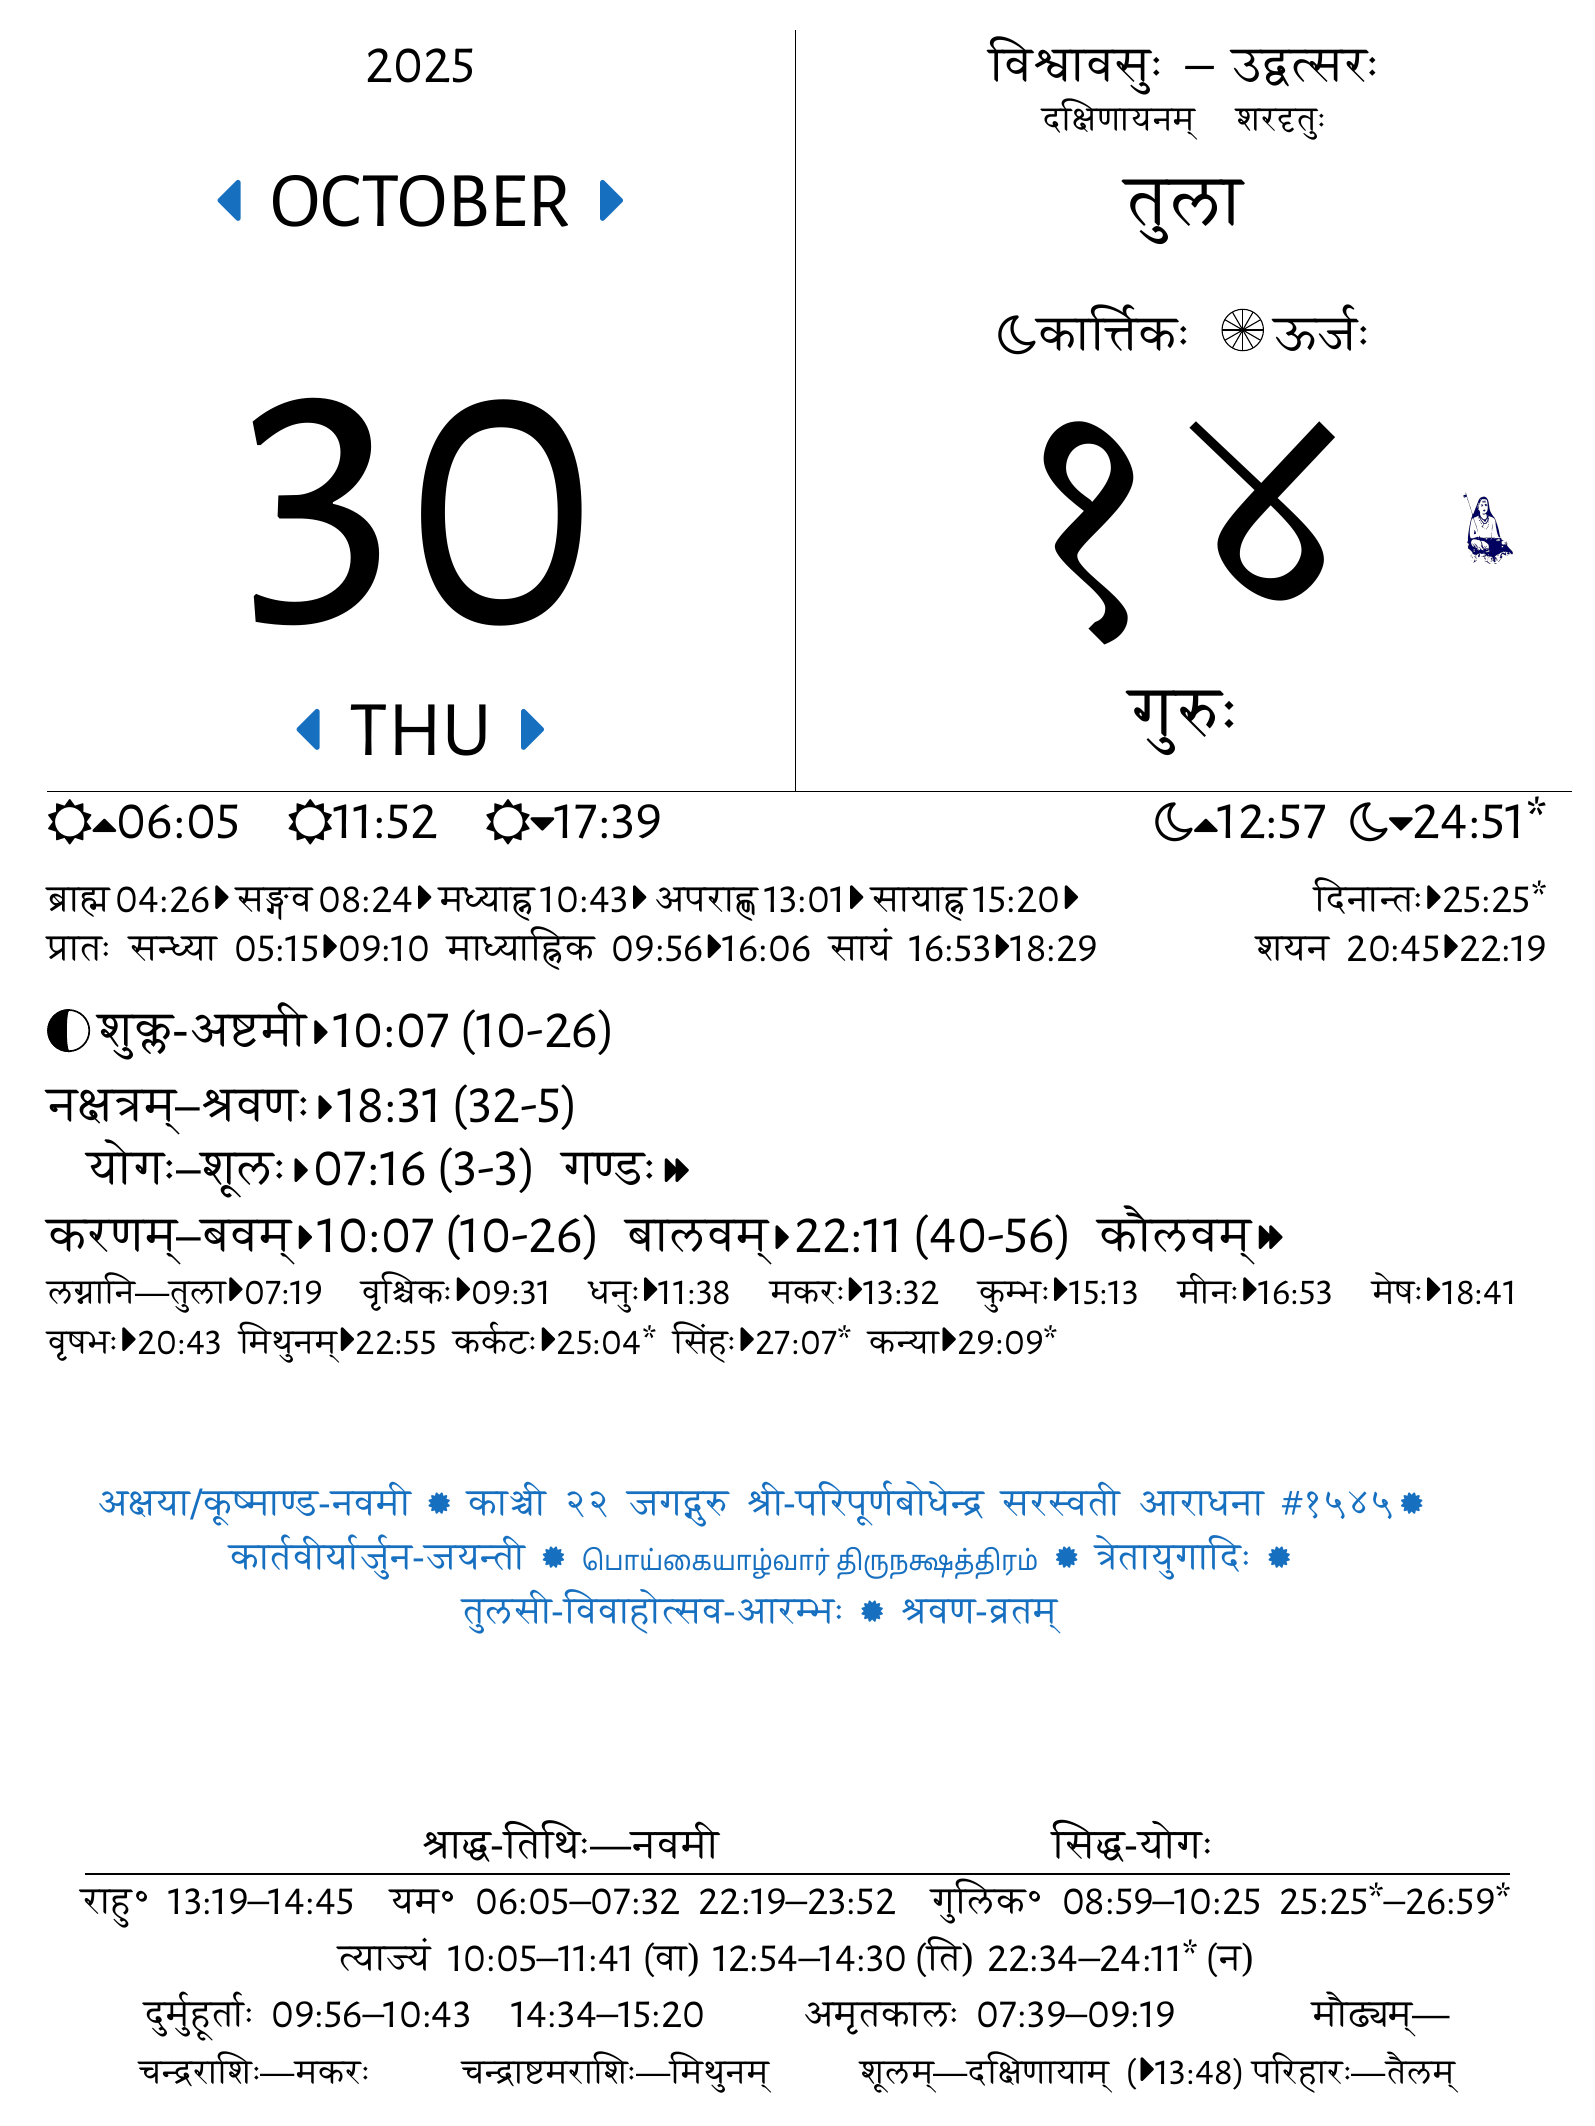 2025
OCTOBER
30
THU
विश्वावसुः – उद्वत्सरः
दक्षिणायनम् शरदृतुः
तुला
कार्त्तिकः ऊर्जः
१४
गुरुः
06:05 11:52 17:39 12:57 24:51*
ब्राह्म 04:26 सङ्गव 08:24 मध्याह्न 10:43 अपराह्ण 13:01 सायाह्न 15:20 दिनान्तः 25:25*
प्रातः सन्ध्या 05:15 09:10 माध्याह्निक 09:56 16:06 सायं 16:53 18:29 शयन 20:45 22:19
शुक्ल-अष्टमी 10:07 (10-26)
नक्षत्रम्–श्रवणः 18:31 (32-5)
योगः–शूलः 07:16 (3-3) गण्डः
करणम्–बवम् 10:07 (10-26) बालवम् 22:11 (40-56) कौलवम्
लग्नानि—तुला 07:19 वृश्चिकः 09:31 धनुः 11:38 मकरः 13:32 कुम्भः 15:13 मीनः 16:53 मेषः 18:41
वृषभः 20:43 मिथुनम् 22:55 कर्कटः 25:04* सिंहः 27:07* कन्या 29:09*
अक्षया/कूष्माण्ड-नवमी ✹ काञ्ची २२ जगद्गुरु श्री-परिपूर्णबोधेन्द्र सरस्वती आराधना #१५४५ ✹
कार्तवीर्यार्जुन-जयन्ती ✹ பொய்கையாழ்வார் திருநக்ஷத்திரம் ✹ त्रेतायुगादिः ✹
तुलसी-विवाहोत्सव-आरम्भः ✹ श्रवण-व्रतम्
श्राद्ध-तिथिः—नवमी सिद्ध-योगः
राहु° 13:19–14:45 यम° 06:05–07:32 22:19–23:52 गुलिक° 08:59–10:25 25:25*–26:59*
त्याज्यं 10:05–11:41 (वा) 12:54–14:30 (ति) 22:34–24:11* (न)
दुर्मुहूर्ताः 09:56–10:43 14:34–15:20 अमृतकालः 07:39–09:19 मौढ्यम्—
चन्द्रराशिः—मकरः चन्द्राष्टमराशिः—मिथुनम् शूलम्—दक्षिणायाम् (13:48) परिहारः—तैलम्